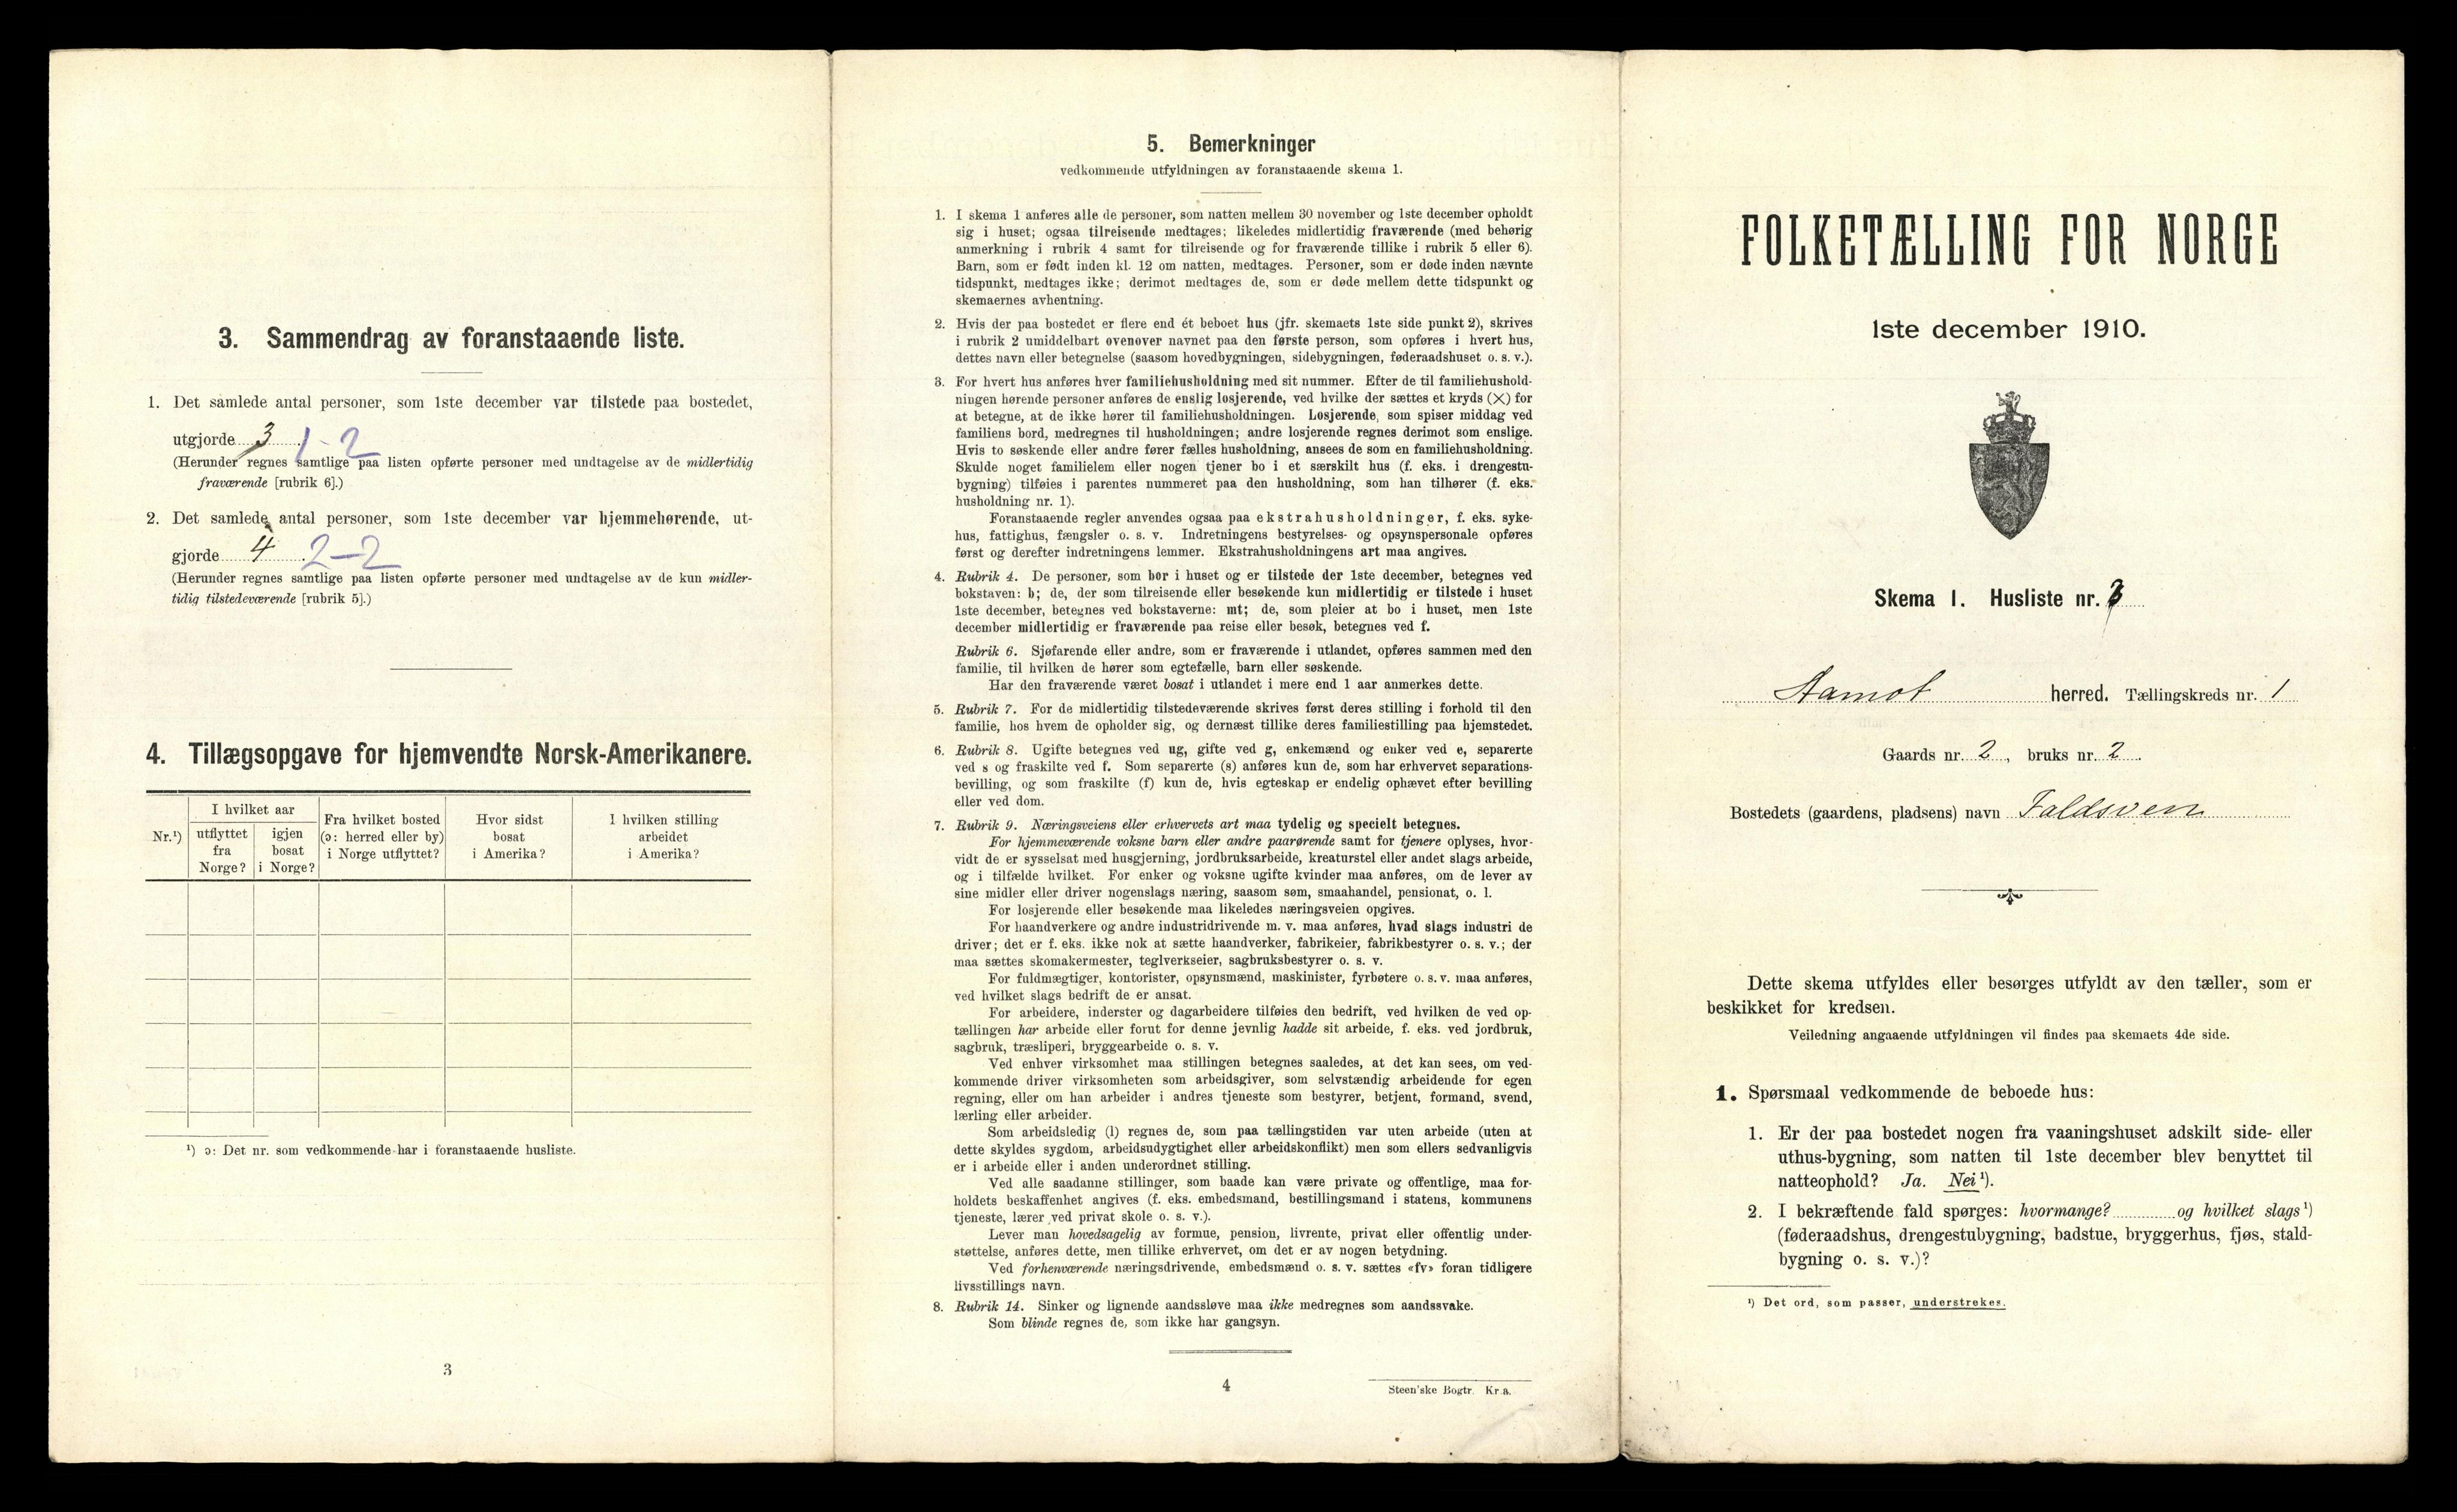 3. Sammendrag av foranstaaende liste.
1. Det samlede antal personer, som 1ste december var tilstede paa bostedet,
utgjorde 3 1-2
(Herunder regnes samtlige paa listen opførte personer med undtagelse av de midlertidig
fraværende [rubrik 6].)
2. Det samlede antal personer, som 1ste december var hjemmehørende, ut-
gjorde 4 2-2
(Herunder regnes samtlige paa listen opførte personer med undtagelse av de kun midler-
tidig tilstedeværende [rubrik 5].)
4. Tillægsopgave for hjemvendte Norsk-Amerikanere.
Nr.¹)
I hvilket aar
utflyttet
fra
Norge?
igjen
bosat
i Norge?
Fra hvilket bosted
(ɔ: herred eller by)
i Norge utflyttet?
Hvor sidst
bosat
i Amerika?
I hvilken stilling
arbeidet
i Amerika?
¹) ɔ: Det nr. som vedkommende har i foranstaaende husliste.
3
5. Bemerkninger
vedkommende utfyldningen av foranstaaende skema 1.
1. I skema 1 anføres alle de personer, som natten mellem 30 november og 1ste december opholdt
sig i huset; ogsaa tilreisende medtages; likeledes midlertidig fraværende (med behørig
anmerkning i rubrik 4 samt for tilreisende og for fraværende tillike i rubrik 5 eller 6).
Barn, som er født inden kl. 12 om natten, medtages. Personer, som er døde inden nævnte
tidspunkt, medtages ikke; derimot medtages de, som er døde mellem dette tidspunkt og
skemaernes avhentning.
2. Hvis der paa bostedet er flere end ét beboet hus (jfr. skemaets 1ste side punkt 2), skrives
i rubrik 2 umiddelbart ovenover navnet paa den første person, som opføres i hvert hus,
dettes navn eller betegnelse (saasom hovedbygningen, sidebygningen, føderaadshuset o. s. v.).
3. For hvert hus anføres hver familiehusholdning med sit nummer. Efter de til familiehushold-
ningen hørende personer anføres de enslig losjerende, ved hvilke der sættes et kryds (×) for
at betegne, at de ikke hører til familiehusholdningen. Losjerende, som spiser middag ved
familiens bord, medregnes til husholdningen; andre losjerende regnes derimot som enslige.
Hvis to søskende eller andre fører fælles husholdning, ansees de som en familiehusholdning.
Skulde noget familielem eller nogen tjener bo i et særskilt hus (f. eks. i drengestu-
bygning) tilføies i parentes nummeret paa den husholdning, som han tilhører (f. eks.
husholdning nr. 1).
Foranstaaende regler anvendes ogsaa paa ekstrahusholdninger, f. eks. syke-
hus, fattighus, fængsler o. s. v. Indretningens bestyrelses- og opsynspersonale opføres
først og derefter indretningens lemmer. Ekstrahusholdningens art maa angives.
4. Rubrik 4. De personer, som bor i huset og er tilstede der 1ste december, betegnes ved
bokstaven: b; de, der som tilreisende eller besøkende kun midlertidig er tilstede i huset
1ste december, betegnes ved bokstaverne: mt; de, som pleier at bo i huset, men 1ste
december midlertidig er fraværende paa reise eller besøk, betegnes ved f.
Rubrik 6. Sjøfarende eller andre, som er fraværende i utlandet, opføres sammen med den
familie, til hvilken de hører som egtefælle, barn eller søskende.
Har den fraværende været bosat i utlandet i mere end 1 aar anmerkes dette.
5. Rubrik 7. For de midlertidig tilstedeværende skrives først deres stilling i forhold til den
familie, hos hvem de opholder sig, og dernæst tillike deres familiestilling paa hjemstedet.
6. Rubrik 8. Ugifte betegnes ved ug, gifte ved g, enkemænd og enker ved e, separerte
ved s og fraskilte ved f. Som separerte (s) anføres kun de, som har erhvervet separations-
bevilling, og som fraskilte (f) kun de, hvis egteskap er endelig ophævet efter bevilling
eller ved dom.
7. Rubrik 9. Næringsveiens eller erhvervets art maa tydelig og specielt betegnes.
For hjemmeværende voksne barn eller andre paarørende samt for tjenere oplyses, hvor-
vidt de er sysselsat med husgjerning, jordbruksarbeide, kreaturstel eller andet slags arbeide,
og i tilfælde hvilket. For enker og voksne ugifte kvinder maa anføres, om de lever av
sine midler eller driver nogenslags næring, saasom søm, smaahandel, pensionat, o. l.
For losjerende eller besøkende maa likeledes næringsveien opgives.
For haandverkere og andre industridrivende m. v. maa anføres, hvad slags industri de
driver; det er f. eks. ikke nok at sætte haandverker, fabrikeier, fabrikbestyrer o. s. v.; der
maa sættes skomakermester, teglverkseier, sagbruksbestyrer o. s. v.
For fuldmægtiger, kontorister, opsynsmænd, maskinister, fyrbøtere o. s. v. maa anføres,
ved hvilket slags bedrift de er ansat.
For arbeidere, inderster og dagarbeidere tilføies den bedrift, ved hvilken de ved op-
tællingen har arbeide eller forut for denne jevnlig hadde sit arbeide, f. eks. ved jordbruk,
sagbruk, træsliperi, bryggearbeide o. s. v.
Ved enhver virksomhet maa stillingen betegnes saaledes, at det kan sees, om ved-
kommende driver virksomheten som arbeidsgiver, som selvstændig arbeidende for egen
regning, eller om han arbeider i andres tjeneste som bestyrer, betjent, formand, svend,
lærling eller arbeider.
Som arbeidsledig (l) regnes de, som paa tællingstiden var uten arbeide (uten at
dette skyldes sygdom, arbeidsudygtighet eller arbeidskonflikt) men som ellers sedvanligvis
er i arbeide eller i anden underordnet stilling.
Ved alle saadanne stillinger, som baade kan være private og offentlige, maa for-
holdets beskaffenhet angives (f. eks. embedsmand, bestillingsmand i statens, kommunens
tjeneste, lærer ved privat skole o. s. v.).
Lever man hovedsagelig av formue, pension, livrente, privat eller offentlig under-
støttelse, anføres dette, men tillike erhvervet, om det er av nogen betydning.
Ved forhenværende næringsdrivende, embedsmænd o. s. v. sættes «fv» foran tidligere
livsstillings navn.
8. Rubrik 14. Sinker og lignende aandssløve maa ikke medregnes som aandssvake.
Som blinde regnes de, som ikke har gangsyn.
4
Steen'ske Bogtr. Kr.a.
FOLKETÆLLING FOR NORGE
1ste december 1910.
Skema 1. Husliste nr. 3
Aamot herred. Tællingskreds nr. 1
Gaards nr. 2, bruks nr. 2.
Bostedets (gaardens, pladsens) navn Faldsven
Dette skema utfyldes eller besørges utfyldt av den tæller, som er
beskikket for kredsen.
Veiledning angaaende utfyldningen vil findes paa skemaets 4de side.
1. Spørsmaal vedkommende de beboede hus:
1. Er der paa bostedet nogen fra vaaningshuset adskilt side- eller
uthus-bygning, som natten til 1ste december blev benyttet til
natteophold? Ja. Nei ¹).
2. I bekræftende fald spørges: hvormange? og hvilket slags ¹)
(føderaadshus, drengestubygning, badstue, bryggerhus, fjøs, stald-
bygning o. s. v.)?
¹) Det ord, som passer, understrekes.